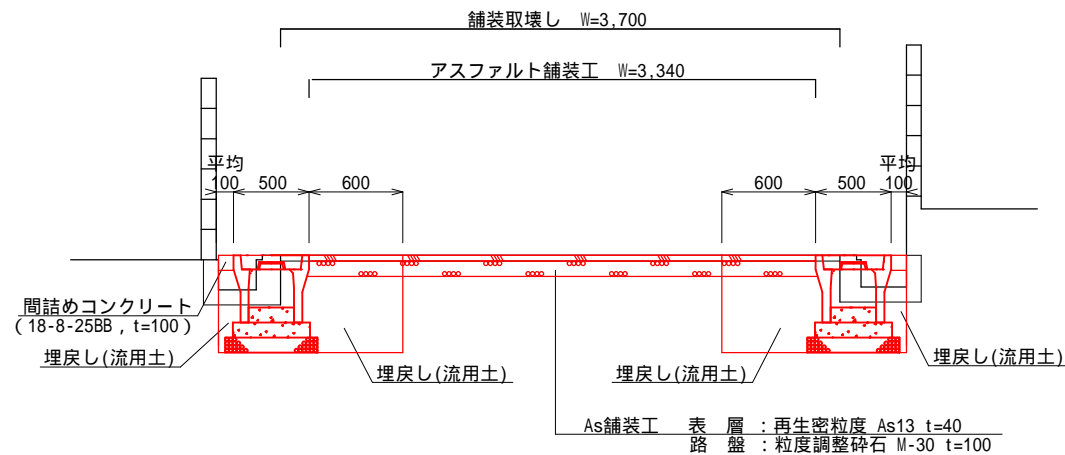 舗装取壊し W=3,700
アスファルト舗装工 W=3,340
平均
100
500
600
600
500
平均
100
間詰めコンクリート
(18-8-25BB , t=100)
埋戻し(流用土)
埋戻し(流用土)
埋戻し(流用土)
埋戻し(流用土)
As舗装工 表 層 : 再生密粒度 As13 t=40
路 盤 : 粒度調整砕石 M-30 t=100